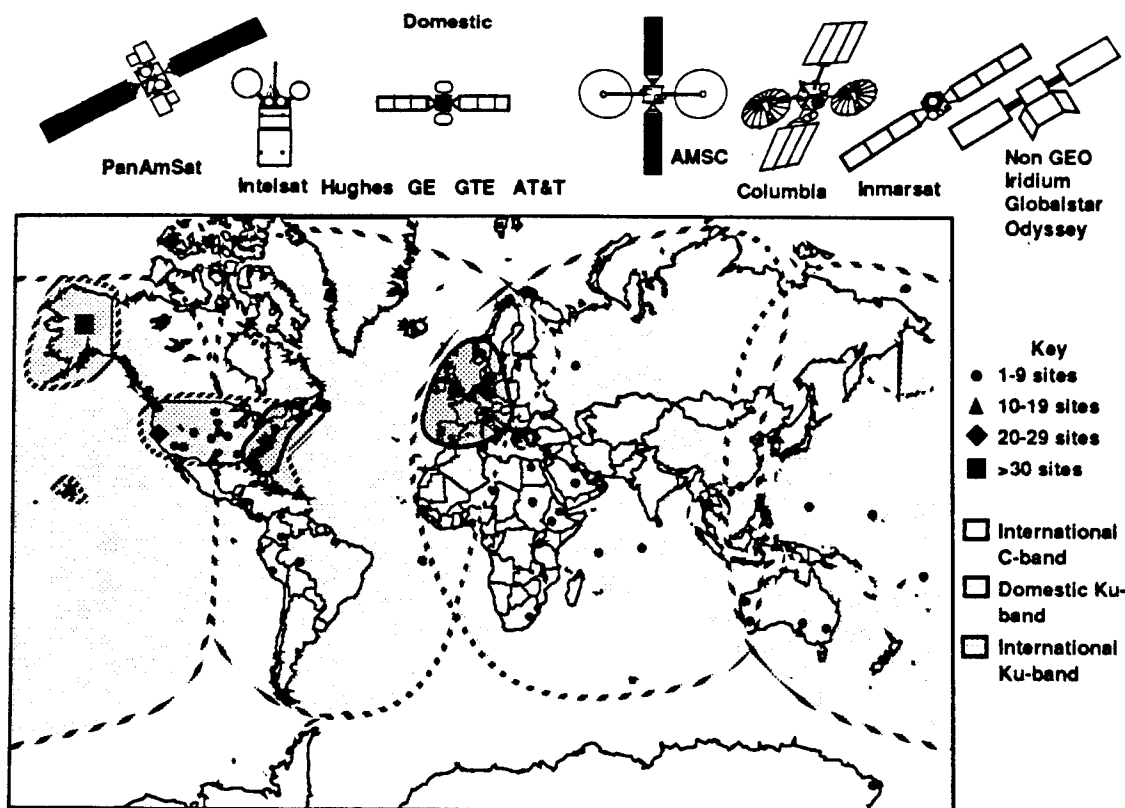 Domestic
PanAmSat
Intelsat Hughes GE GTE AT&T
AMSC
Columbia
Inmarsat
Non GEO
Iridium
Globalstar
Odyssey
Key
1-9 sites
10-19 sites
20-29 sites
>30 sites
International
C-band
Domestic Ku-
band
International
Ku-band